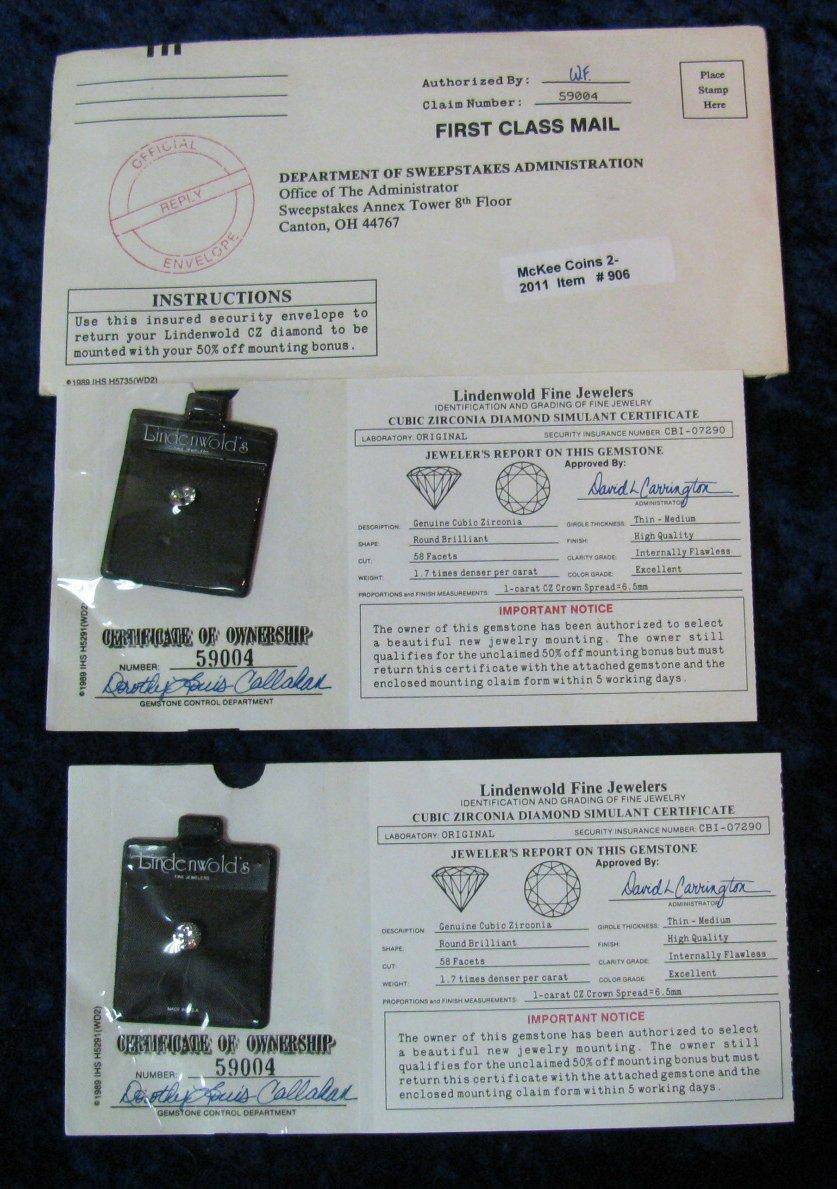 Authorized By: W.F.
Claim Number: 59004
Place
Stamp
Here
FIRST CLASS MAIL
OFFICIAL
REPLY
ENVELOPE
DEPARTMENT OF SWEEPSTAKES ADMINISTRATION
Office of The Administrator
Sweepstakes Annex Tower 8th Floor
Canton, OH 44767
McKee Coins 2-
2011 Item # 906
INSTRUCTIONS
Use this insured security envelope to
return your Lindenwold CZ diamond to be
mounted with your 50% off mounting bonus.
©1989 IHS H5735(WD2)
Lindenwold's
Lindenwold Fine Jewelers
IDENTIFICATION AND GRADING OF FINE JEWELRY
CUBIC ZIRCONIA DIAMOND SIMULANT CERTIFICATE
LABORATORY: ORIGINAL SECURITY INSURANCE NUMBER: CBI-07290
JEWELER'S REPORT ON THIS GEMSTONE
Approved By:
David L Carrington
ADMINISTRATOR
DESCRIPTION: Genuine Cubic Zirconia GIRDLE THICKNESS: Thin - Medium
SHAPE: Round Brilliant FINISH: High Quality
CUT: 58 Facets CLARITY GRADE: Internally Flawless
WEIGHT: 1.7 times denser per carat COLOR GRADE: Excellent
PROPORTIONS and FINISH MEASUREMENTS: 1-carat CZ Crown Spread=6.5mm
IMPORTANT NOTICE
The owner of this gemstone has been authorized to select
a beautiful new jewelry mounting. The owner still
qualifies for the unclaimed 50% off mounting bonus but must
return this certificate with the attached gemstone and the
enclosed mounting claim form within 5 working days.
©1989 IHS H5291(WD2)
CERTIFICATE OF OWNERSHIP
NUMBER: 59004
Dorothy Louis Callahan
GEMSTONE CONTROL DEPARTMENT
Lindenwold's
FINE JEWELERS
Lindenwold Fine Jewelers
IDENTIFICATION AND GRADING OF FINE JEWELRY
CUBIC ZIRCONIA DIAMOND SIMULANT CERTIFICATE
LABORATORY: ORIGINAL SECURITY INSURANCE NUMBER: CBI-07290
JEWELER'S REPORT ON THIS GEMSTONE
Approved By:
David L Carrington
ADMINISTRATOR
DESCRIPTION Genuine Cubic Zirconia GIRDLE THICKNESS: Thin - Medium
SHAPE: Round Brilliant FINISH: High Quality
CUT: 58 Facets CLARITY GRADE: Internally Flawless
WEIGHT: 1.7 times denser per carat COLOR GRADE: Excellent
PROPORTIONS and FINISH MEASUREMENTS: 1-carat CZ Crown Spread=6.5mm
IMPORTANT NOTICE
The owner of this gemstone has been authorized to select
a beautiful new jewelry mounting. The owner still
qualifies for the unclaimed 50% off mounting bonus but must
return this certificate with the attached gemstone and the
enclosed mounting claim form within 5 working days.
©1989 IHS H5291(WD2)
CERTIFICATE OF OWNERSHIP
NUMBER: 59004
Dorothy Louis Callahan
GEMSTONE CONTROL DEPARTMENT